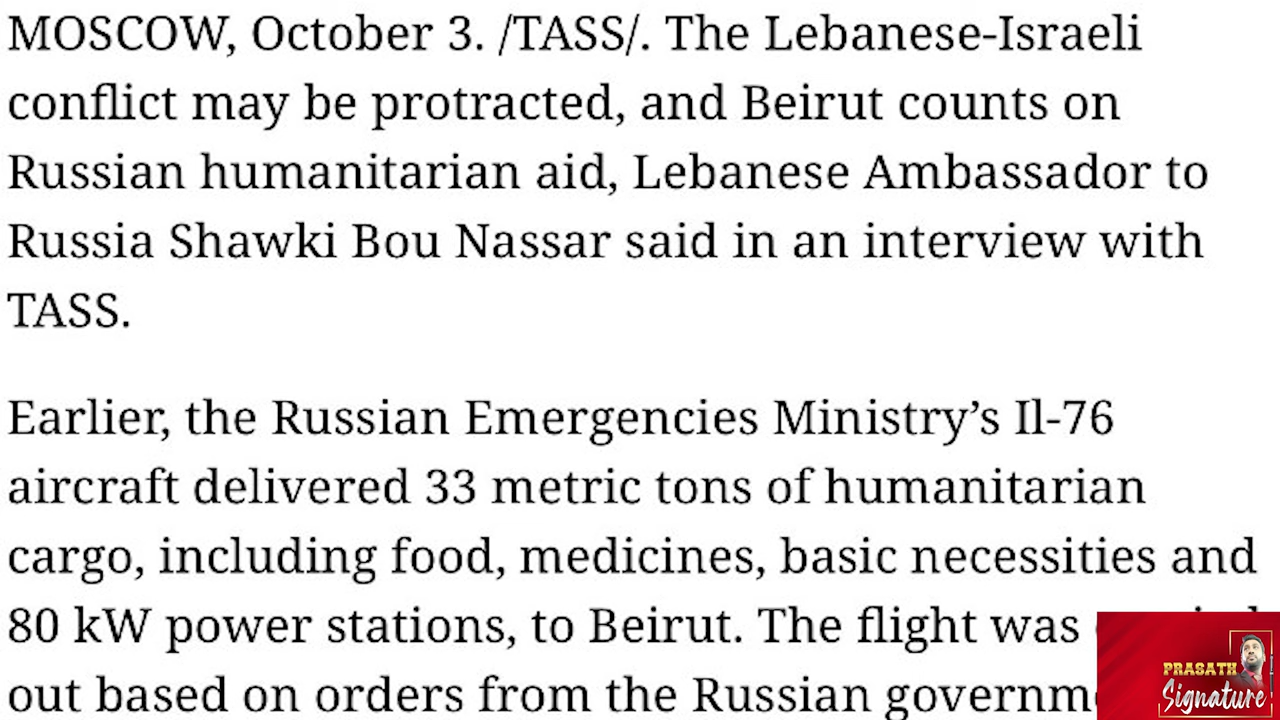 MOSCOW, October 3. /TASS/. The Lebanese-Israeli
conflict may be protracted, and Beirut counts on
Russian humanitarian aid, Lebanese Ambassador to
Russia Shawki Bou Nassar said in an interview with
TASS.
Earlier, the Russian Emergencies Ministry’s Il-76
aircraft delivered 33 metric tons of humanitarian
cargo, including food, medicines, basic necessities and
80 kW power stations, to Beirut. The flight was
out based on orders from the Russian
PRASATH
Signature